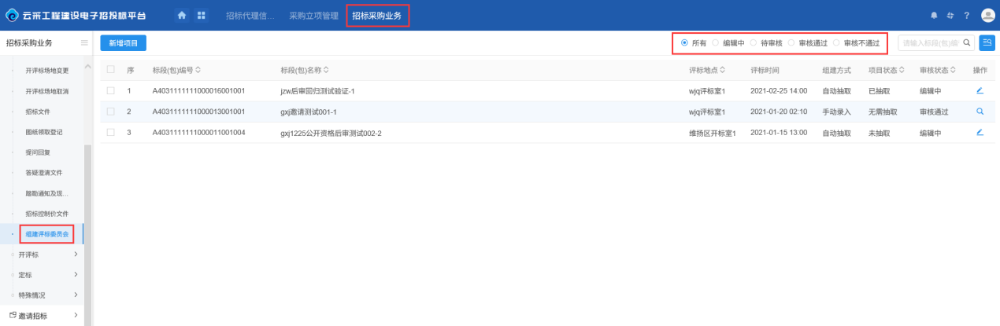 云采工程建设电子招投标平台 招标代理信... 采购立项管理 招标采购业务 ?
招标采购业务 新增项目 所有 编辑中 待审核 审核通过 审核不通过 请输入标段(包)编
序 标段(包)编号 标段(包)名称 评标地点 评标时间 组建方式 项目状态 审核状态 操作
1 A4031111111000016001001 jzw后审回归测试验证-1 wjq评标室1 2021-02-25 14:00 自动抽取 已抽取 编辑中
2 A4031111111000013001001 gxj邀请测试001-1 wjq评标室1 2021-01-20 02:10 手动录入 无需抽取 审核通过
3 A4031111111000011001004 gxj1225公开资格后审测试002-2 维扬区开标室1 2021-01-15 13:00 自动抽取 未抽取 编辑中
开评标场地变更
开评标场地取消
招标文件
图纸领取登记
提问回复
答疑澄清文件
踏勘通知及现...
招标控制价文件
组建评标委员会
开评标
定标
特殊情况
邀请招标